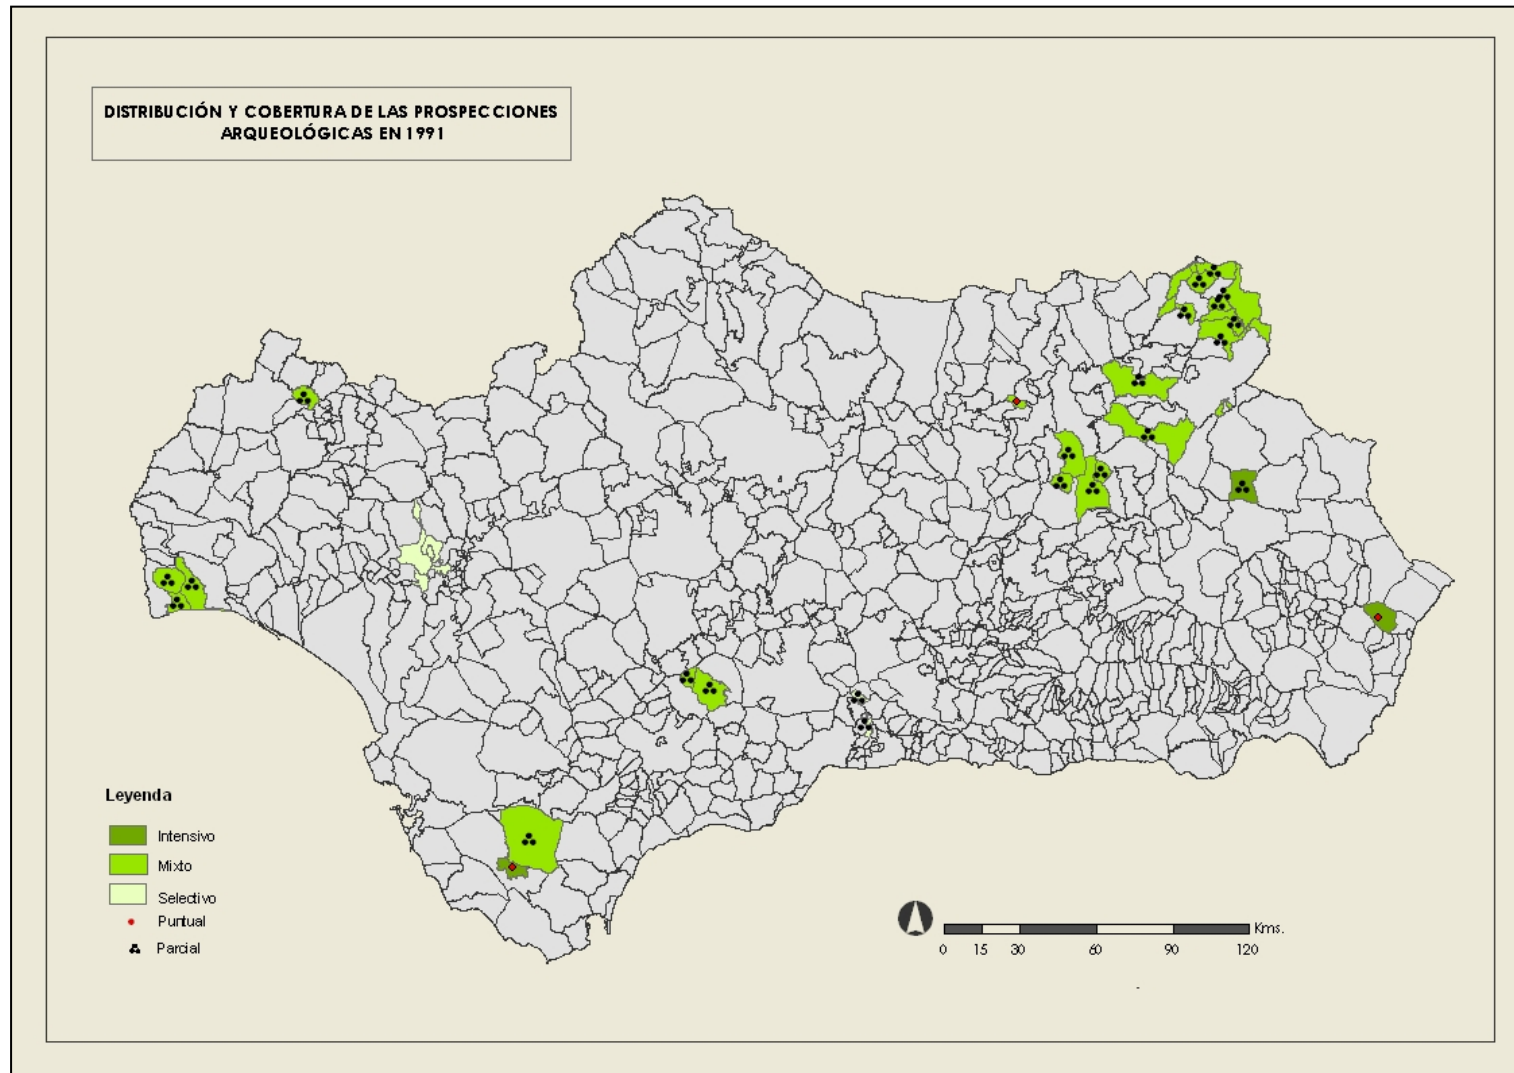 DISTRIBUCIÓN Y COBERTURA DE LAS PROSPECCIONES
ARQUEOLÓGICAS EN 1991
Leyenda
Intensivo
Mixto
Selectivo
Puntual
Parcial
Kms.
0 15 30 60 90 120